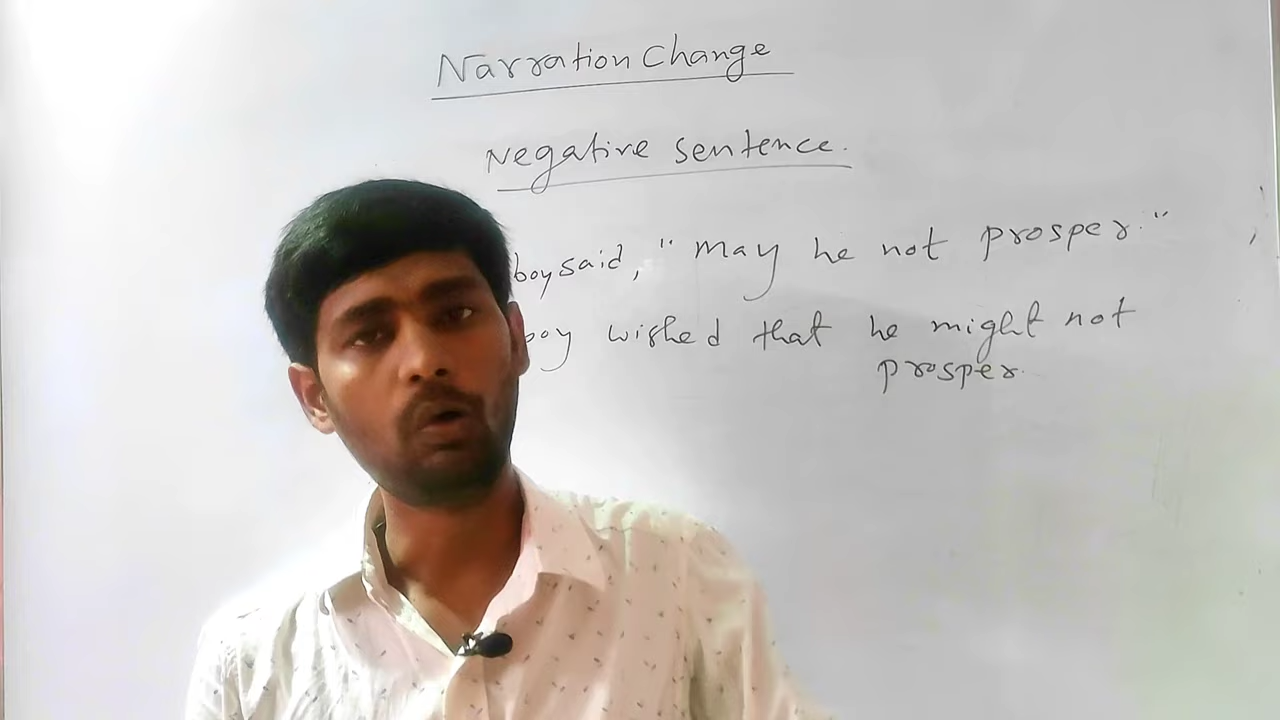 Narration Change
Negative sentence.
boy said, "may he not prosper."
boy wished that he might not
prosper.